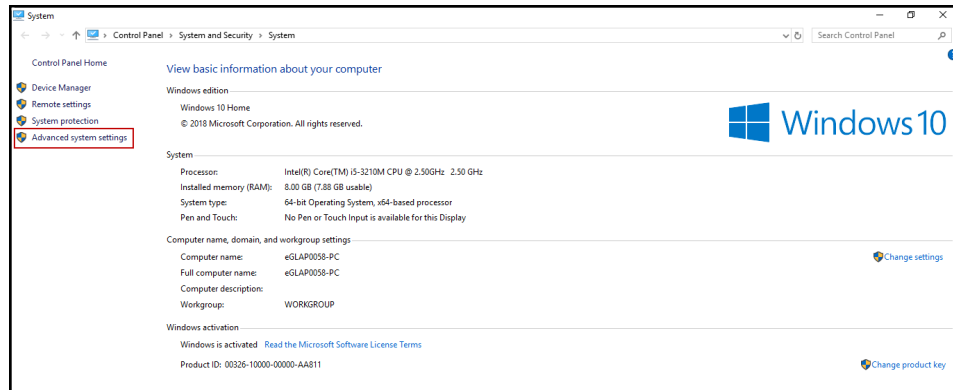 System
Control Panel > System and Security > System
Search Control Panel
Control Panel Home
Device Manager
Remote settings
System protection
Advanced system settings
View basic information about your computer
Windows edition
Windows 10 Home
© 2018 Microsoft Corporation. All rights reserved.
Windows 10
System
Processor: Intel(R) Core(TM) i5-3210M CPU @ 2.50GHz 2.50 GHz
Installed memory (RAM): 8.00 GB (7.88 GB usable)
System type: 64-bit Operating System, x64-based processor
Pen and Touch: No Pen or Touch Input is available for this Display
Computer name, domain, and workgroup settings
Computer name: eGLAP0058-PC
Change settings
Full computer name: eGLAP0058-PC
Computer description:
Workgroup: WORKGROUP
Windows activation
Windows is activated Read the Microsoft Software License Terms
Product ID: 00326-10000-00000-AA811
Change product key